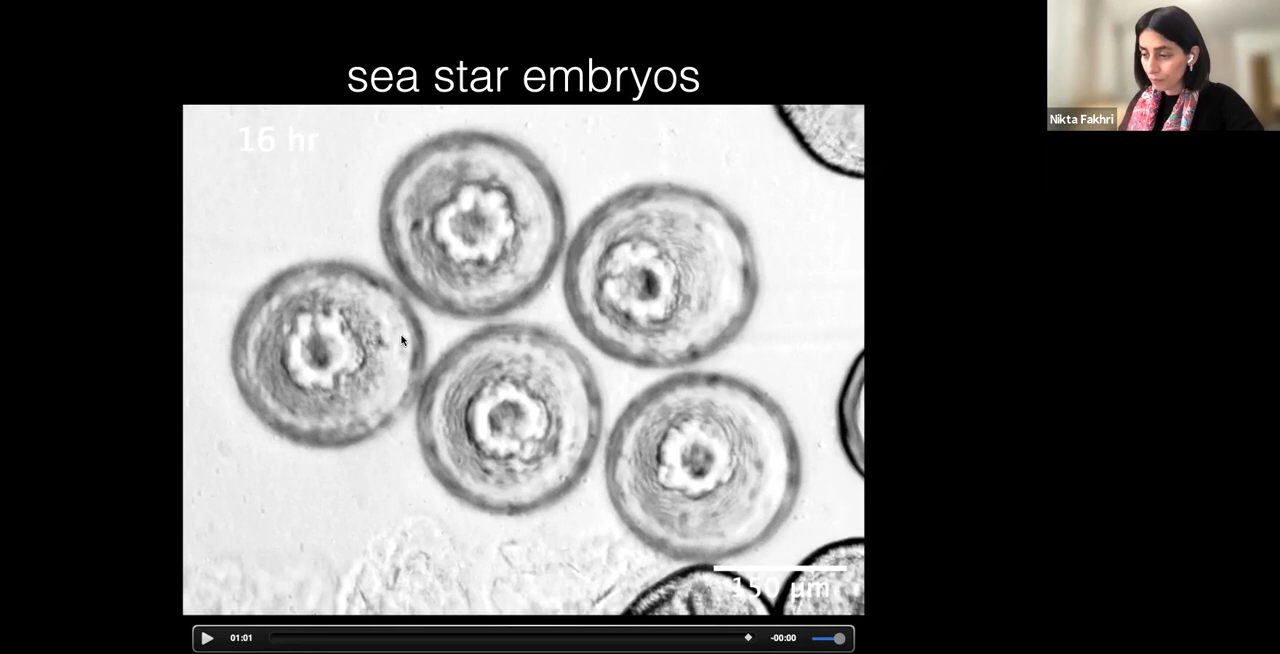 sea star embryos
16 hr
Nikta Fakhri
150 µm
01:01
-00:00